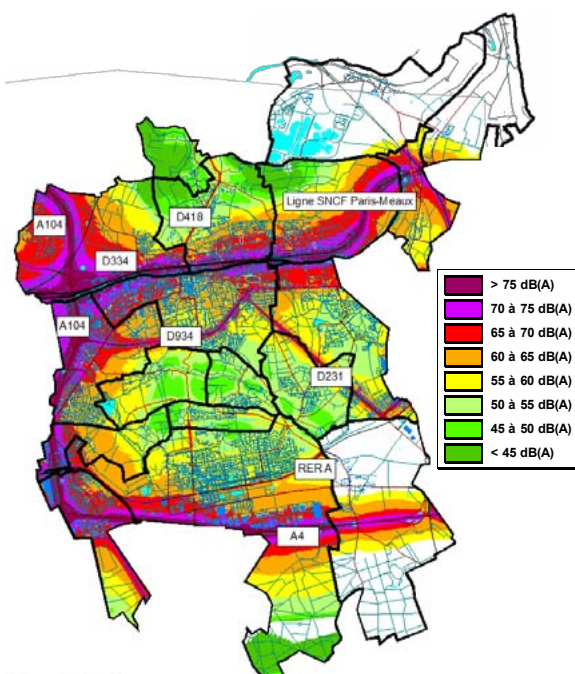 A104
D418
Ligne SNCF Paris-Meaux
D334
A104
D934
D231
RER A
A4
> 75 dB(A)
70 à 75 dB(A)
65 à 70 dB(A)
60 à 65 dB(A)
55 à 60 dB(A)
50 à 55 dB(A)
45 à 50 dB(A)
< 45 dB(A)